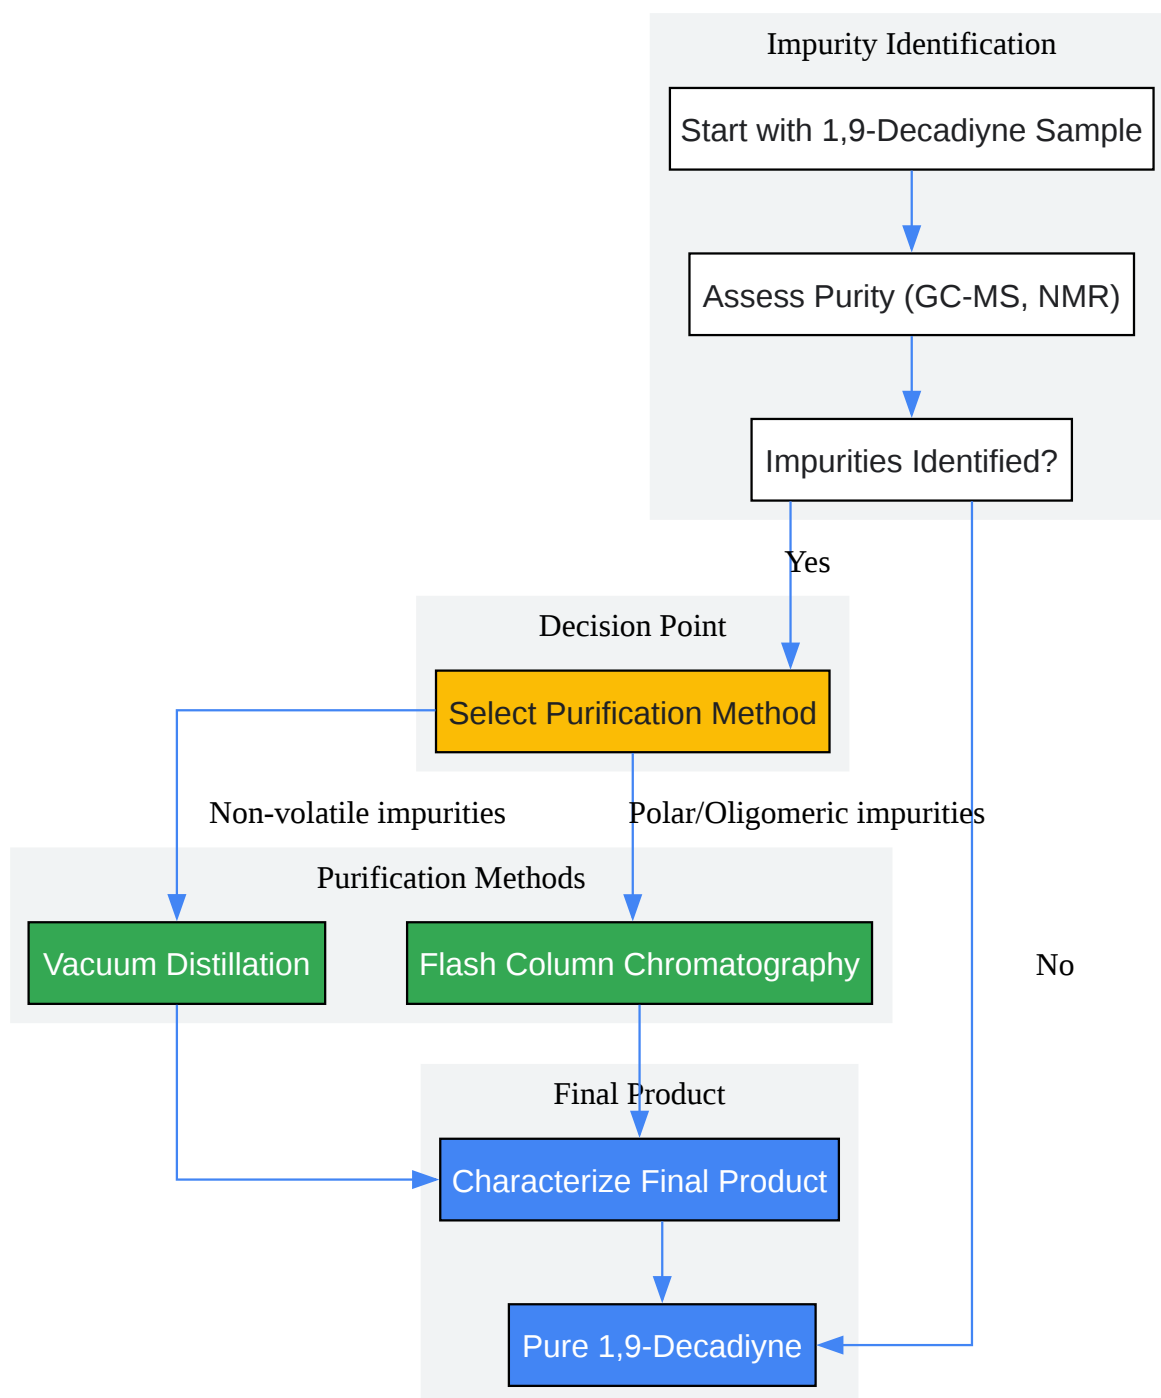 Impurity Identification
Start with 1,9-Decadiyne Sample
Assess Purity (GC-MS, NMR)
Impurities Identified?
Yes
Decision Point
Select Purification Method
Non-volatile impurities
Polar/Oligomeric impurities
Purification Methods
Vacuum Distillation
Flash Column Chromatography
No
Final Product
Characterize Final Product
Pure 1,9-Decadiyne